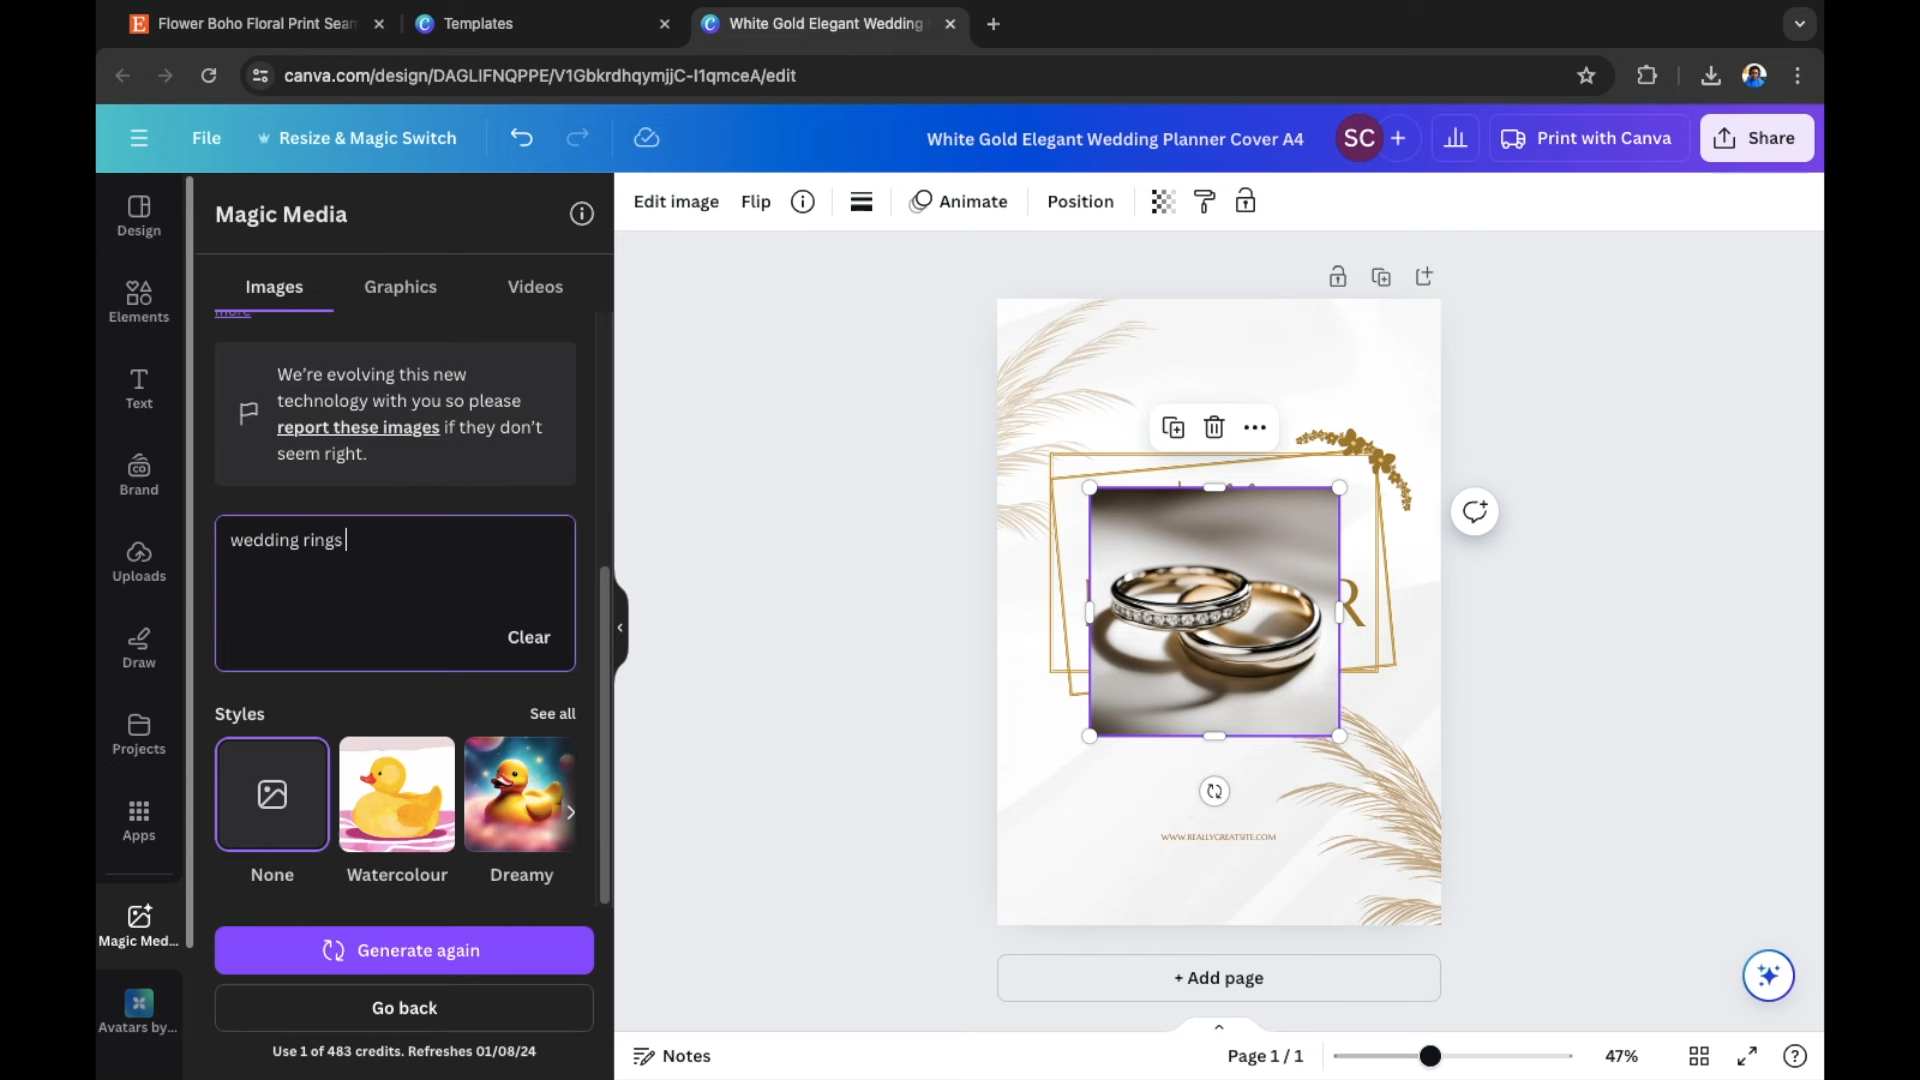 Flower Boho Floral Print Sean
Templates
White Gold Elegant Wedding
canva.com/design/DAGLIFNQPPE/V1GbkrdhqymjjC-I1qmceA/edit
File
Resize & Magic Switch
White Gold Elegant Wedding Planner Cover A4
SC
Print with Canva
Share
Design
Elements
Text
Brand
Uploads
Draw
Projects
Apps
Magic Med...
Avatars by...
Magic Media
Images
Graphics
Videos
more
We’re evolving this new
technology with you so please
report these images if they don’t
seem right.
wedding rings
Clear
Styles
See all
None
Watercolour
Dreamy
Generate again
Go back
Use 1 of 483 credits. Refreshes 01/08/24
Edit image
Flip
Animate
Position
R
WWW.REALLYGREATSITE.COM
+ Add page
Notes
Page 1 / 1
47%